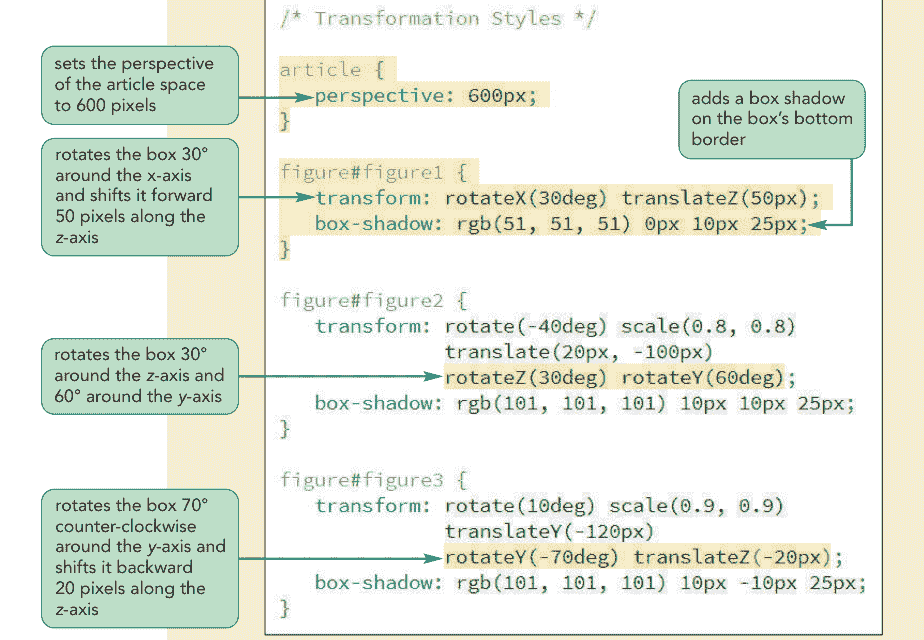 /* Transformation Styles */
sets the perspective
of the article space
to 600 pixels
article {
perspective: 600px;
}
adds a box shadow
on the box's bottom
border
rotates the box 30°
around the x-axis
and shifts it forward
50 pixels along the
z-axis
figure#figure1 {
transform: rotateX(30deg) translateZ(50px);
box-shadow: rgb(51, 51, 51) 0px 10px 25px;
}
figure#figure2 {
transform: rotate(-40deg) scale(0.8, 0.8)
translate(20px, -100px)
rotateZ(30deg) rotateY(60deg);
box-shadow: rgb(101, 101, 101) 10px 10px 25px;
}
rotates the box 30°
around the z-axis and
60° around the y-axis
figure#figure3 {
transform: rotate(10deg) scale(0.9, 0.9)
translateY(-120px)
rotateY(-70deg) translateZ(-20px);
box-shadow: rgb(101, 101, 101) 10px -10px 25px;
}
rotates the box 70°
counter-clockwise
around the y-axis and
shifts it backward
20 pixels along the
z-axis